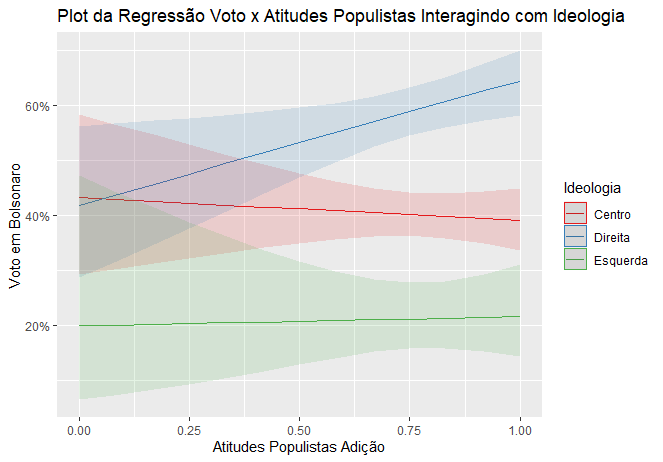 Plot da Regressão Voto x Atitudes Populistas Interagindo com Ideologia
Voto em Bolsonaro
60%
40%
20%
0.00 0.25 0.50 0.75 1.00
Atitudes Populistas Adição
Ideologia
Centro
Direita
Esquerda